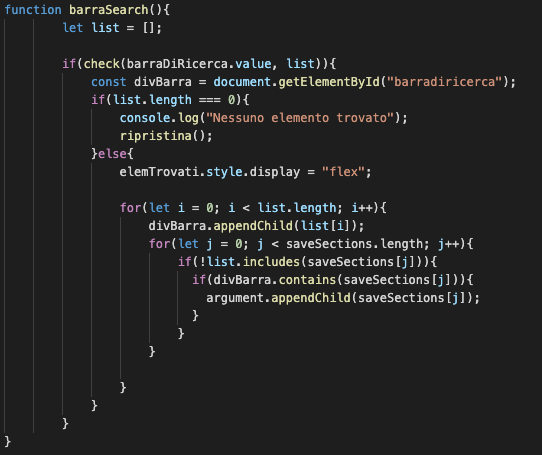 function barraSearch(){
let list = [];
if(check(barraDiRicerca.value, list)){
const divBarra = document.getElementById("barradiricerca");
if(list.length === 0){
console.log("Nessuno elemento trovato");
ripristina();
}else{
elemTrovati.style.display = "flex";
for(let i = 0; i < list.length; i++){
divBarra.appendChild(list[i]);
for(let j = 0; j < saveSections.length; j++){
if(!list.includes(saveSections[j])){
if(divBarra.contains(saveSections[j])){
argument.appendChild(saveSections[j]);
}
}
}
}
}
}
}